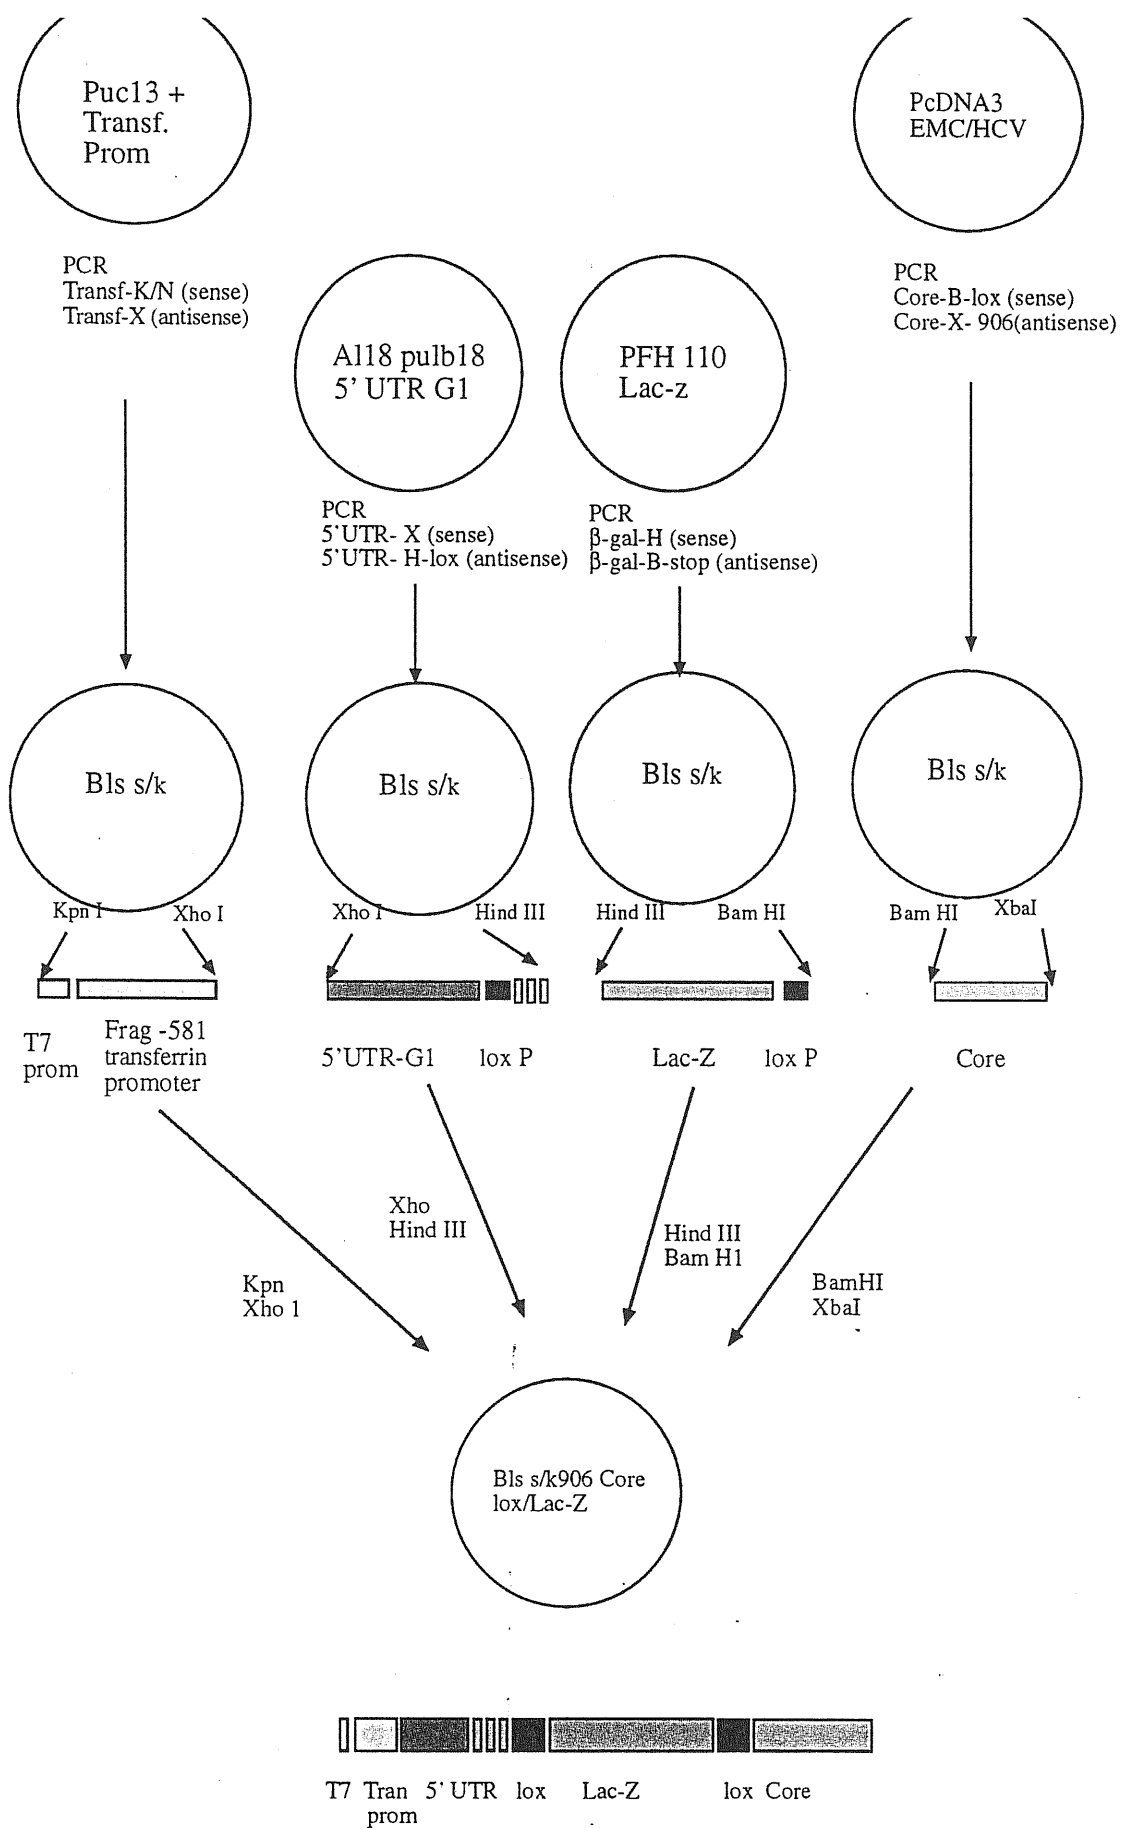 Puc13 +
Transf.
Prom
PcDNA3
EMC/HCV
PCR
Transf-K/N (sense)
Transf-X (antisense)
PCR
Core-B-lox (sense)
Core-X- 906(antisense)
A118 pulb18
5' UTR G1
PFH 110
Lac-z
PCR
5'UTR- X (sense)
5'UTR- H-lox (antisense)
PCR
β-gal-H (sense)
β-gal-B-stop (antisense)
Bls s/k
Bls s/k
Bls s/k
Bls s/k
Kpn I
Xho I
Xho I
Hind III
Hind III
Bam HI
Bam HI
XbaI
T7
prom
Frag -581
transferrin
promoter
5'UTR-G1
lox P
Lac-Z
lox P
Core
Kpn
Xho 1
Xho
Hind III
Hind III
Bam H1
BamHI
XbaI
Bls s/k906 Core
lox/Lac-Z
T7 Tran 5' UTR lox Lac-Z lox Core
prom